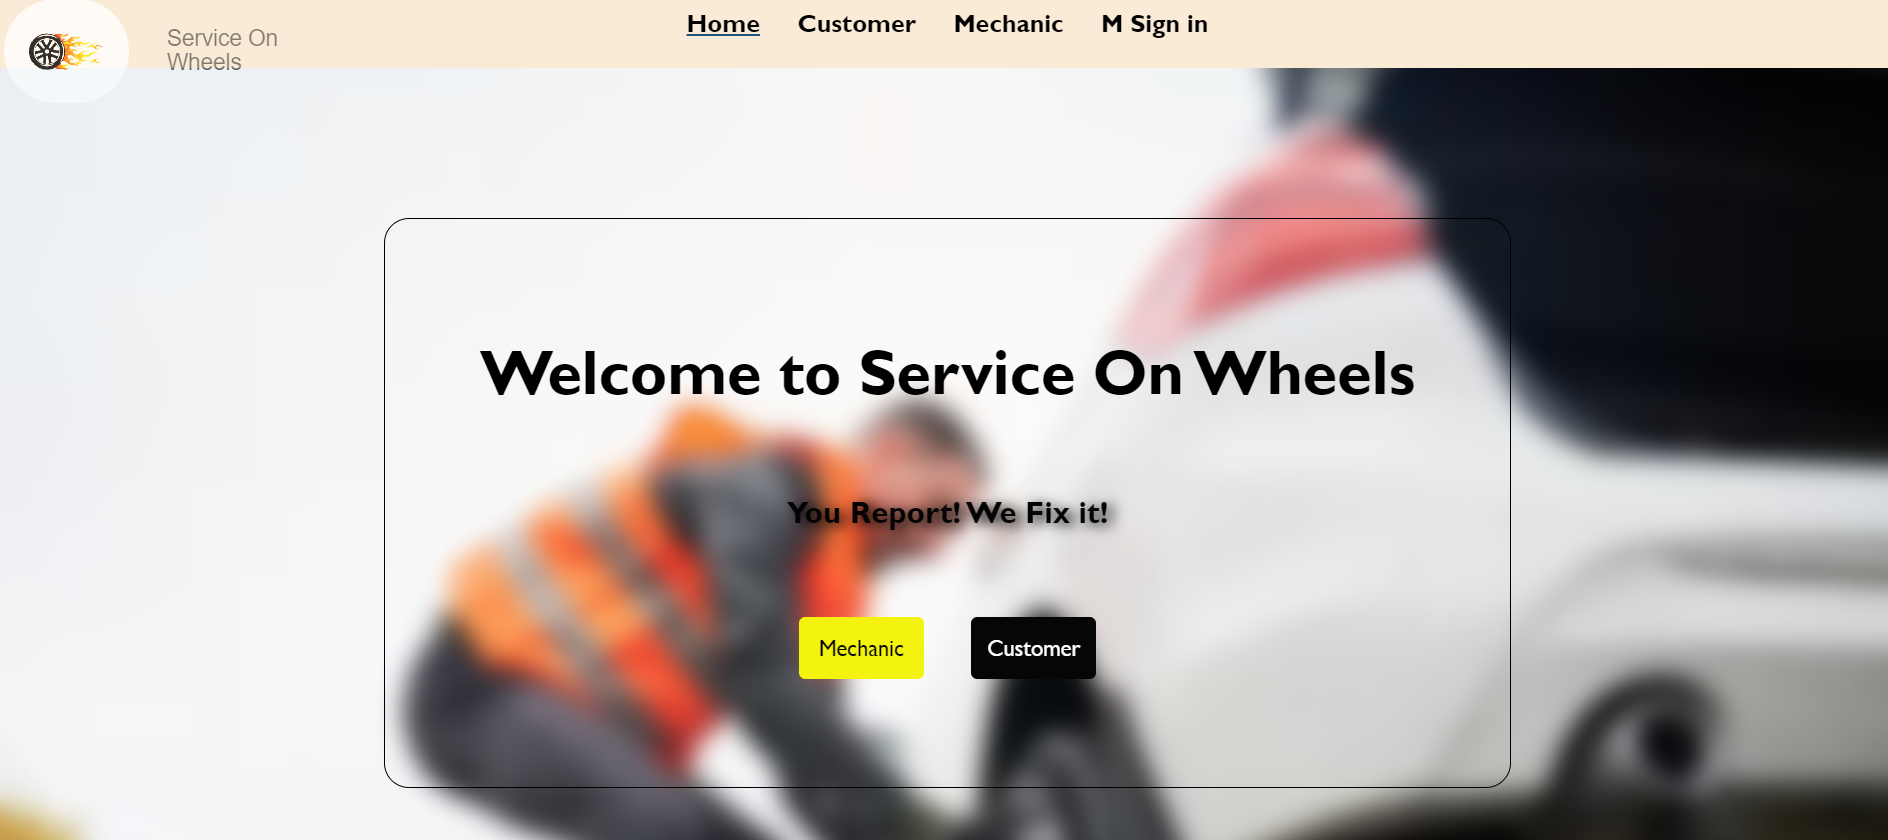 Service On
Wheels
Home Customer Mechanic M Sign in
Welcome to Service On Wheels
You Report! We Fix it!
Mechanic Customer